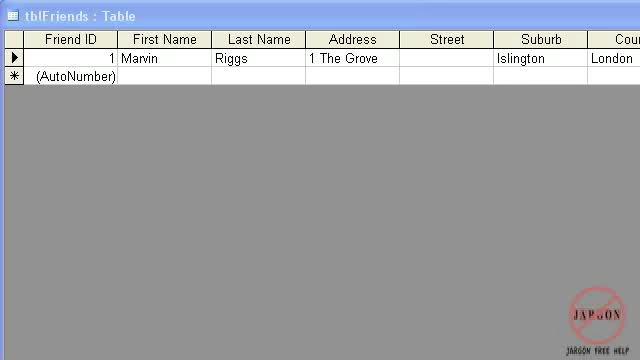 tblFriends : Table
Friend ID First Name Last Name Address Street Suburb Cou
1 Marvin Riggs 1 The Grove Islington London
(AutoNumber)
JARGON
JARGON FREE HELP